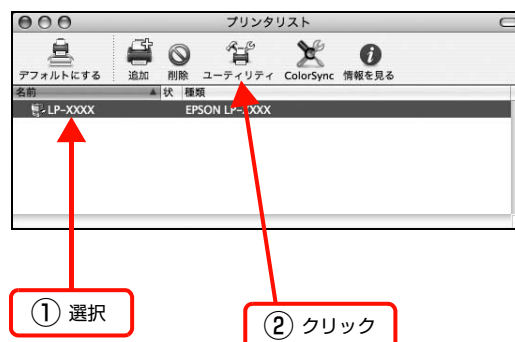 プリンタリスト
デフォルトにする 追加 削除 ユーティリティ ColorSync 情報を見る
名前 状 種類
LP-XXXX EPSON LP-XXXX
① 選択
② クリック